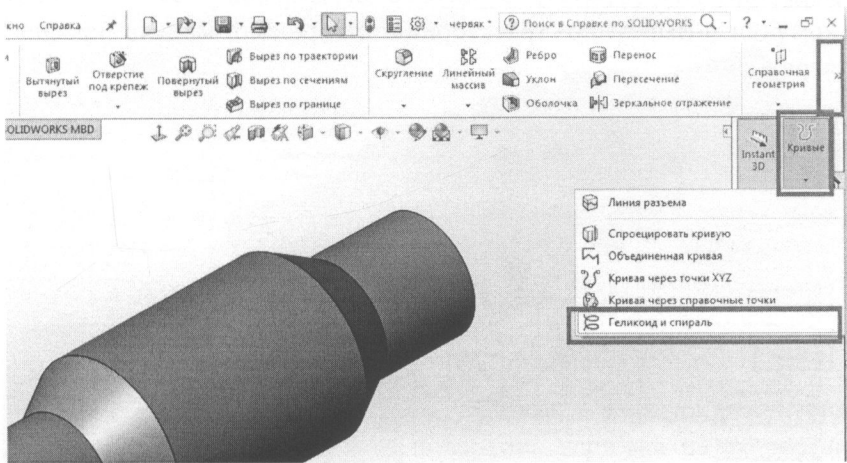 кно Справка червяк * Поиск в Справке по SOLIDWORKS ?
Вытянутый вырез
Отверстие под крепеж
Повернутый вырез
Вырез по траектории
Вырез по сечениям
Вырез по границе
Скругление
Линейный массив
Ребро
Уклон
Оболочка
Перенос
Пересечение
Зеркальное отражение
Справочная геометрия
»
OLIDWORKS MBD
Instant 3D
Кривые
Линия разъема
Спроецировать кривую
Объединенная кривая
Кривая через точки XYZ
Кривая через справочные точки
Геликоид и спираль